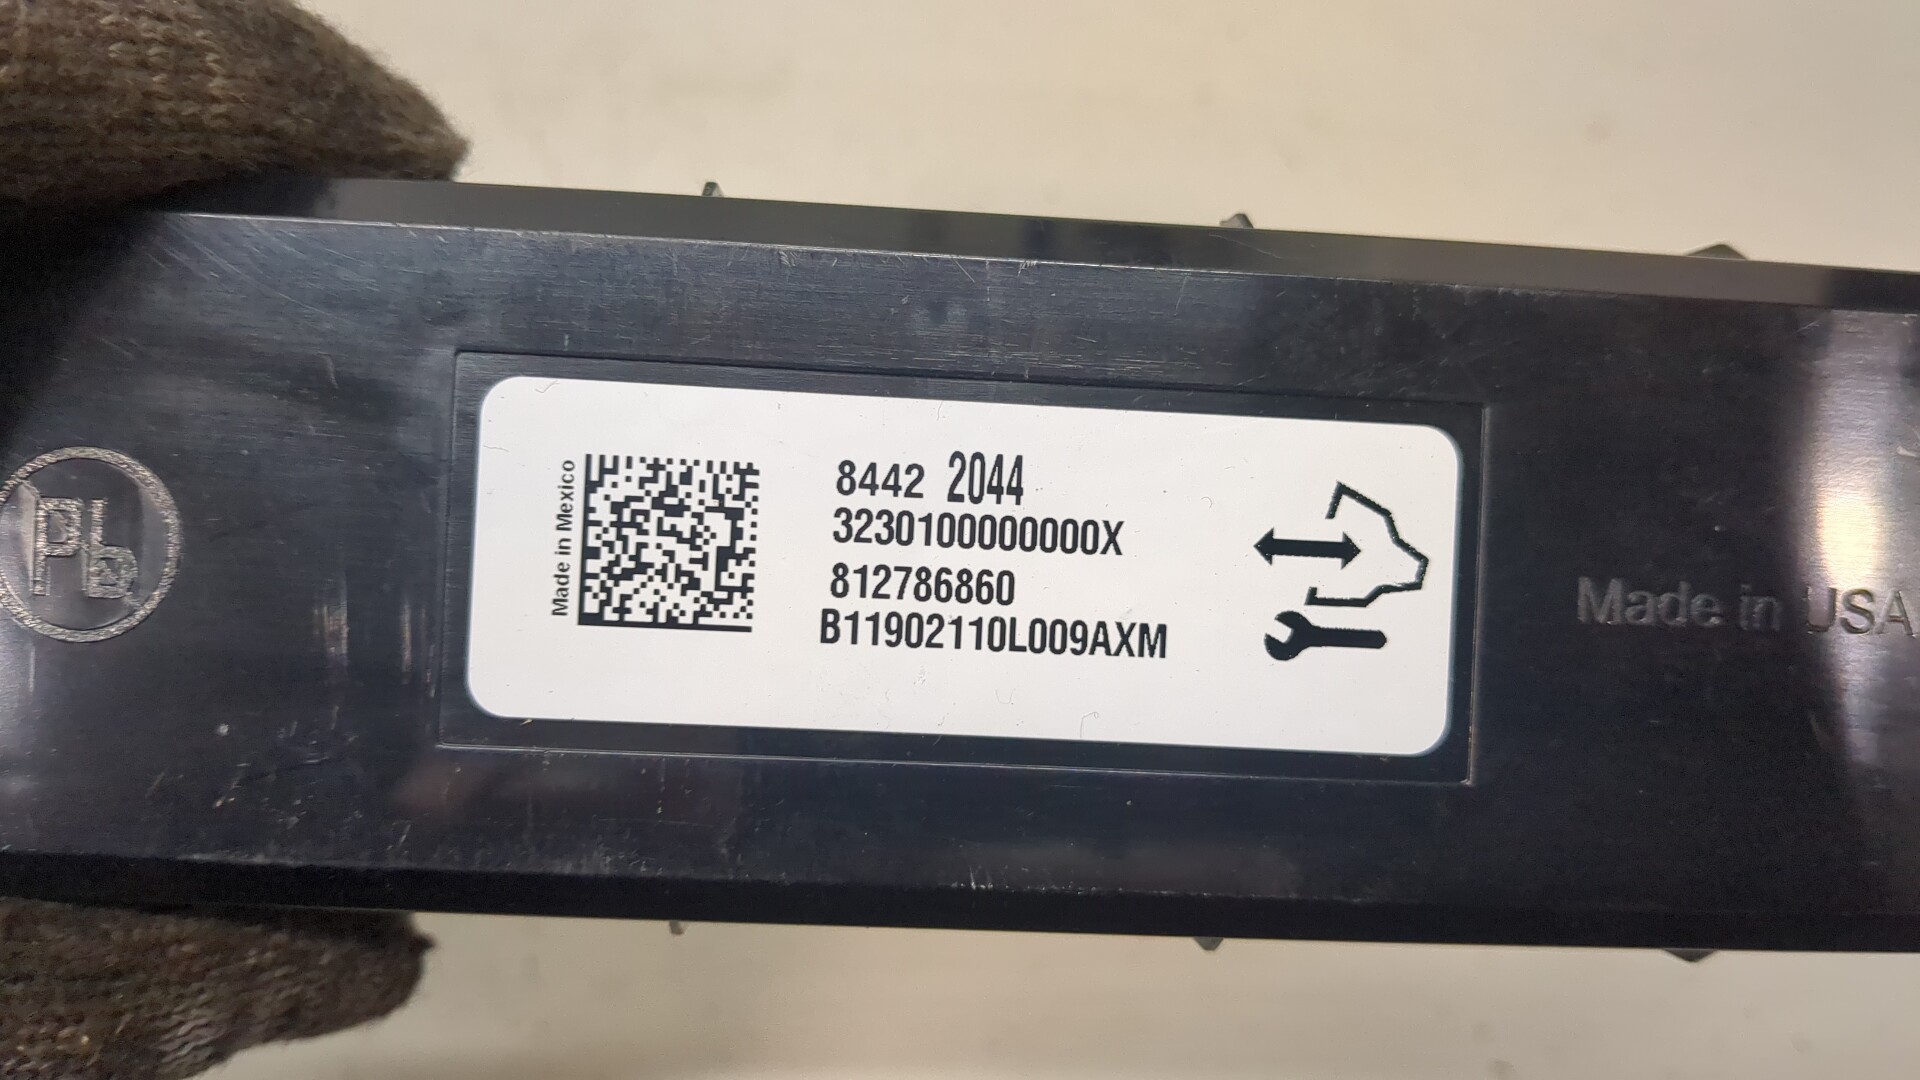 Pb
Made in Mexico
8442 2044
3230100000000X
812786860
B11902110L009AXM
Made in USA